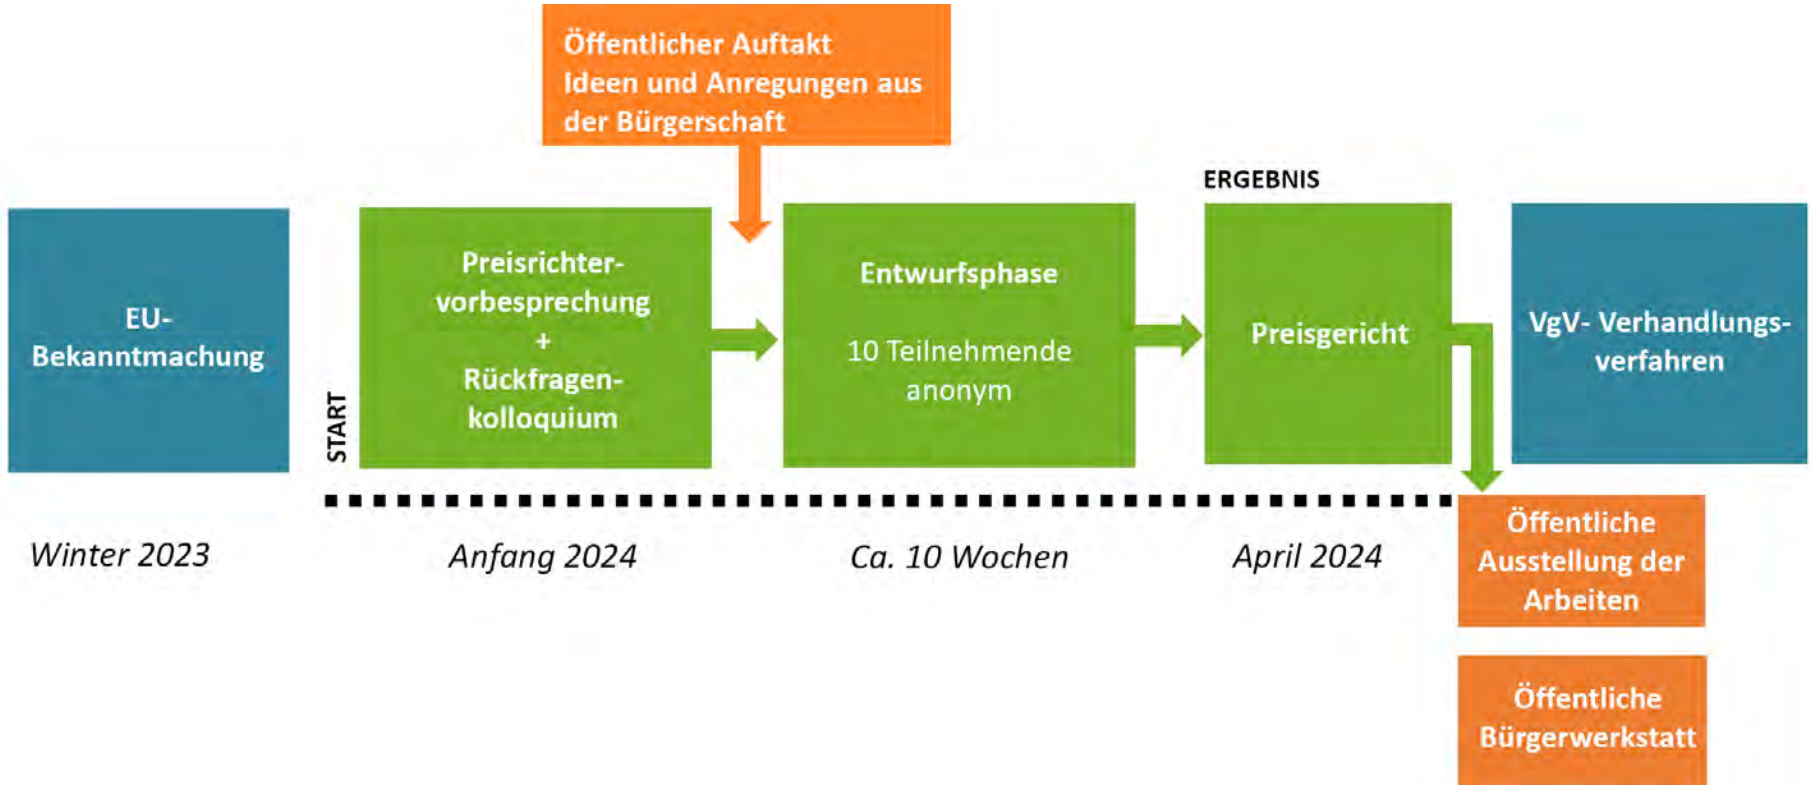 Öffentlicher Auftakt
Ideen und Anregungen aus
der Bürgerschaft
EU-
Bekanntmachung
START
Preisrichter-
vorbesprechung
+
Rückfragen-
kolloquium
Entwurfsphase
10 Teilnehmende
anonym
ERGEBNIS
Preisgericht
VgV- Verhandlungs-
verfahren
Winter 2023
Anfang 2024
Ca. 10 Wochen
April 2024
Öffentliche
Ausstellung der
Arbeiten
Öffentliche
Bürgerwerkstatt